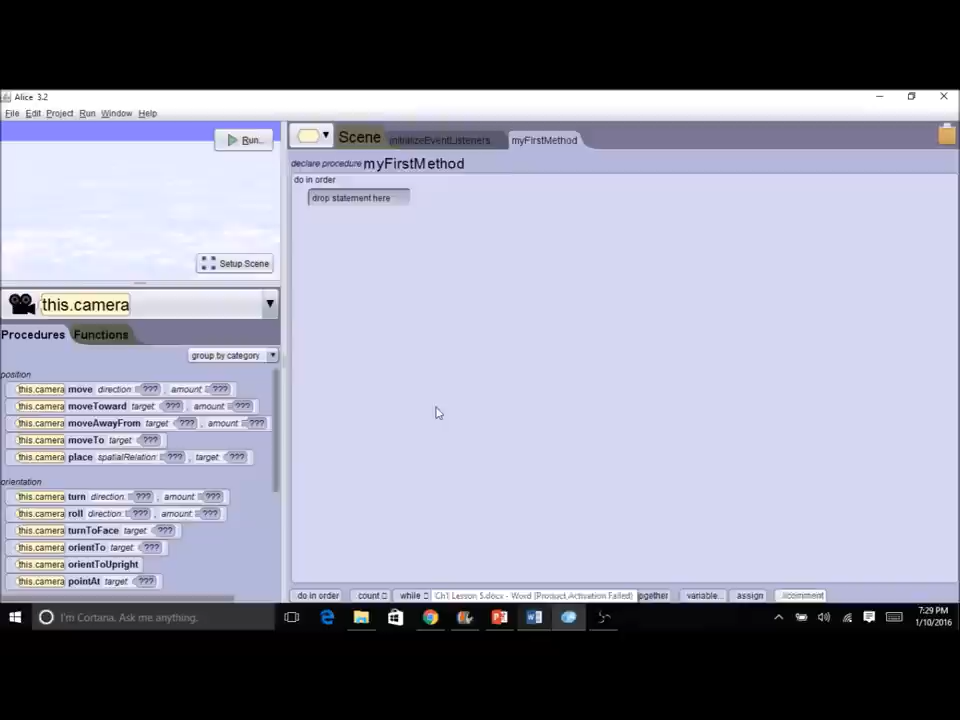 Alice 3.2
File Edit Project Run Window Help
Run...
Scene initializeEventListeners myFirstMethod
declare procedure myFirstMethod
do in order
drop statement here
Setup Scene
this.camera
Procedures Functions
group by category
position
this.camera move direction: ??? , amount: ???
this.camera moveToward target: ??? , amount: ???
this.camera moveAwayFrom target: ??? , amount: ???
this.camera moveTo target: ???
this.camera place spatialRelation: ??? , target: ???
orientation
this.camera turn direction: ??? , amount: ???
this.camera roll direction: ??? , amount: ???
this.camera turnToFace target: ???
this.camera orientTo target: ???
this.camera orientToUpright
this.camera pointAt target: ???
do in order count while Ch1 Lesson 5.docx - Word (Product Activation Failed) together variable... assign //comment
I'm Cortana. Ask me anything.
7:29 PM
1/10/2016